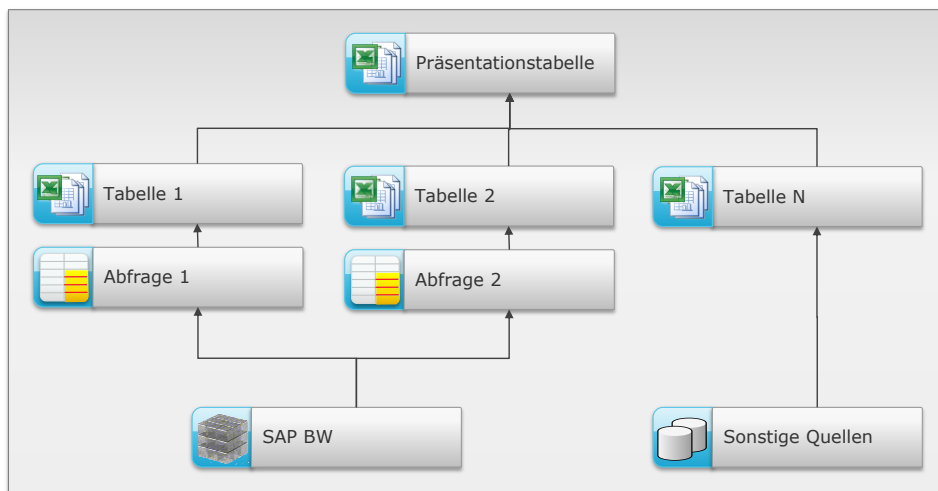 Präsentationstabelle
Tabelle 1
Tabelle 2
Tabelle N
Abfrage 1
Abfrage 2
SAP BW
Sonstige Quellen